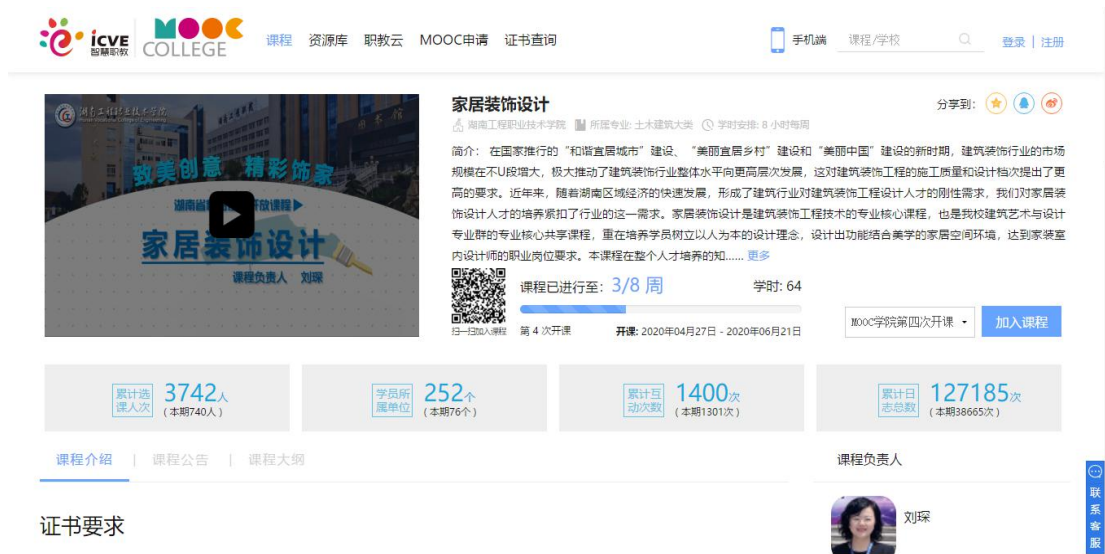 icve
智慧职教
MOOC
COLLEGE
课程 资源库 职教云 MOOC申请 证书查询
手机端 课程/学校 登录 | 注册
湖南工程职业技术学院
图书馆
致美创意 精彩饰家
家居装饰设计
课程负责人 刘琛
家居装饰设计
分享到:
湖南工程职业技术学院 所属专业: 土木建筑大类 学时安排: 8 小时每周
简介: 在国家推行的“和谐宜居城市”建设、“美丽宜居乡村”建设和“美丽中国”建设的新时期，建筑装饰行业的市场
规模在不U段增大，极大推动了建筑装饰行业整体水平向更高层次发展，这对建筑装饰工程的施工质量和设计档次提出了更
高的要求。近年来，随着湖南区域经济的快速发展，形成了建筑行业对建筑装饰工程设计人才的刚性需求，我们对家居装
饰设计人才的培养紧扣了行业的这一需求。家居装饰设计是建筑装饰工程技术的专业核心课程，也是我校建筑艺术与设计
专业群的专业核心共享课程，重在培养学员树立以人为本的设计理念，设计出功能结合美学的家居空间环境，达到家装室
内设计师的职业岗位要求。本课程在整个人才培养的知...... 更多
课程已进行至: 3/8 周 学时: 64
扫一扫加入课程 第 4 次开课 开课: 2020年04月27日 - 2020年06月21日
MOOC学院第四次开课 加入课程
累计选课人次 3742人 (本期740人)
学员所属单位 252个 (本期76个)
累计互动次数 1400次 (本期1301次)
累计日志总数 127185次 (本期38665次)
课程介绍 | 课程公告 | 课程大纲
课程负责人
证书要求
刘琛
联系客服